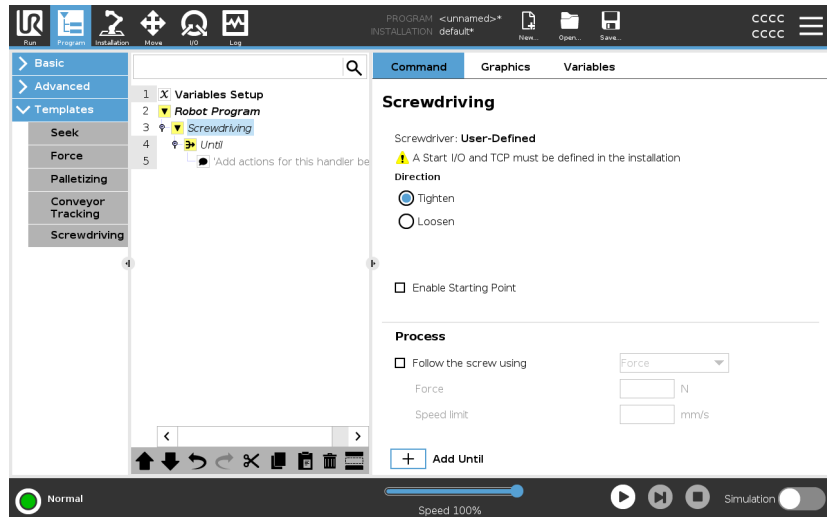 PROGRAM <unnamed>*
INSTALLATION default*
CCCC
CCCC
Run
Program
Installation
Move
I/O
Log
New...
Open...
Save...
Basic
Advanced
Templates
Seek
Force
Palletizing
Conveyor
Tracking
Screwdriving
1 X Variables Setup
2 Robot Program
3 Screwdriving
4 Until
5 'Add actions for this handler be
Command Graphics Variables
Screwdriving
Screwdriver: User-Defined
A Start I/O and TCP must be defined in the installation
Direction
Tighten
Loosen
Enable Starting Point
Process
Follow the screw using Force
Force N
Speed limit mm/s
+ Add Until
Normal
Speed 100%
Simulation